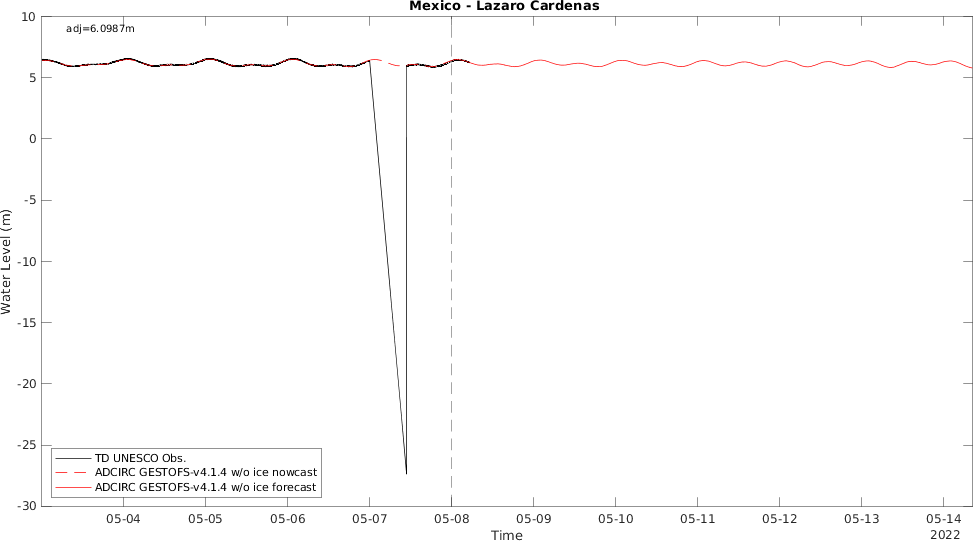 Mexico - Lazaro Cardenas
adj=6.0987m
10
5
0
-5
-10
-15
-20
-25
-30
Water Level (m)
TD UNESCO Obs.
ADCIRC GESTOFS-v4.1.4 w/o ice nowcast
ADCIRC GESTOFS-v4.1.4 w/o ice forecast
05-04 05-05 05-06 05-07 05-08 05-09 05-10 05-11 05-12 05-13 05-14
2022
Time